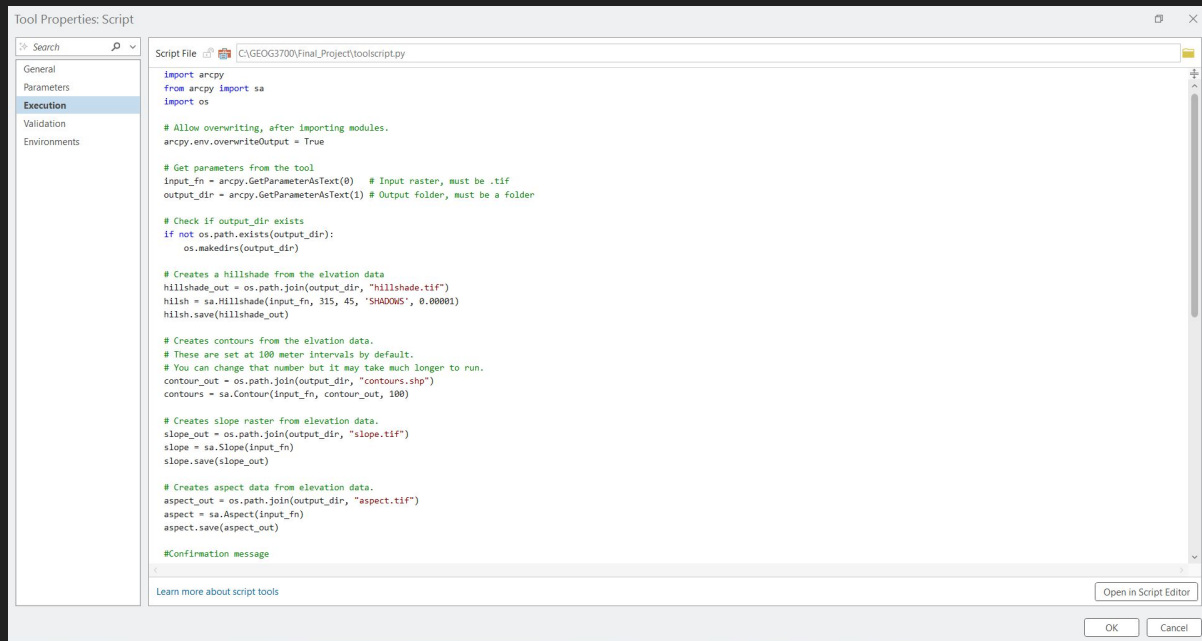 Tool Properties: Script
Search
General
Parameters
Execution
Validation
Environments
Script File C:\GEOG3700\Final_Project\toolscript.py
import arcpy
from arcpy import sa
import os
# Allow overwriting, after importing modules.
arcpy.env.overwriteOutput = True
# Get parameters from the tool
input_fn = arcpy.GetParameterAsText(0)   # Input raster, must be .tif
output_dir = arcpy.GetParameterAsText(1) # Output folder, must be a folder
# Check if output_dir exists
if not os.path.exists(output_dir):
    os.makedirs(output_dir)
# Creates a hillshade from the elvation data
hillshade_out = os.path.join(output_dir, "hillshade.tif")
hilsh = sa.Hillshade(input_fn, 315, 45, 'SHADOWS', 0.00001)
hilsh.save(hillshade_out)
# Creates contours from the elvation data.
# These are set at 100 meter intervals by default.
# You can change that number but it may take much longer to run.
contour_out = os.path.join(output_dir, "contours.shp")
contours = sa.Contour(input_fn, contour_out, 100)
# Creates slope raster from elevation data.
slope_out = os.path.join(output_dir, "slope.tif")
slope = sa.Slope(input_fn)
slope.save(slope_out)
# Creates aspect data from elevation data.
aspect_out = os.path.join(output_dir, "aspect.tif")
aspect = sa.Aspect(input_fn)
aspect.save(aspect_out)
#Confirmation message
Learn more about script tools
Open in Script Editor
OK
Cancel